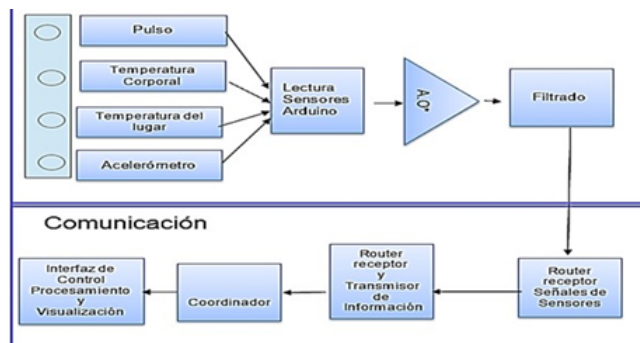 Pulso
Temperatura
Corporal
Temperatura del
lugar
Acelerómetro
Lectura
Sensores
Arduino
A.O*
Filtrado
Comunicación
Interfaz de
Control
Procesamiento
y
Visualización
Coordinador
Router
receptor
y
Transmisor
de
Información
Router
receptor
Señales de
Sensores